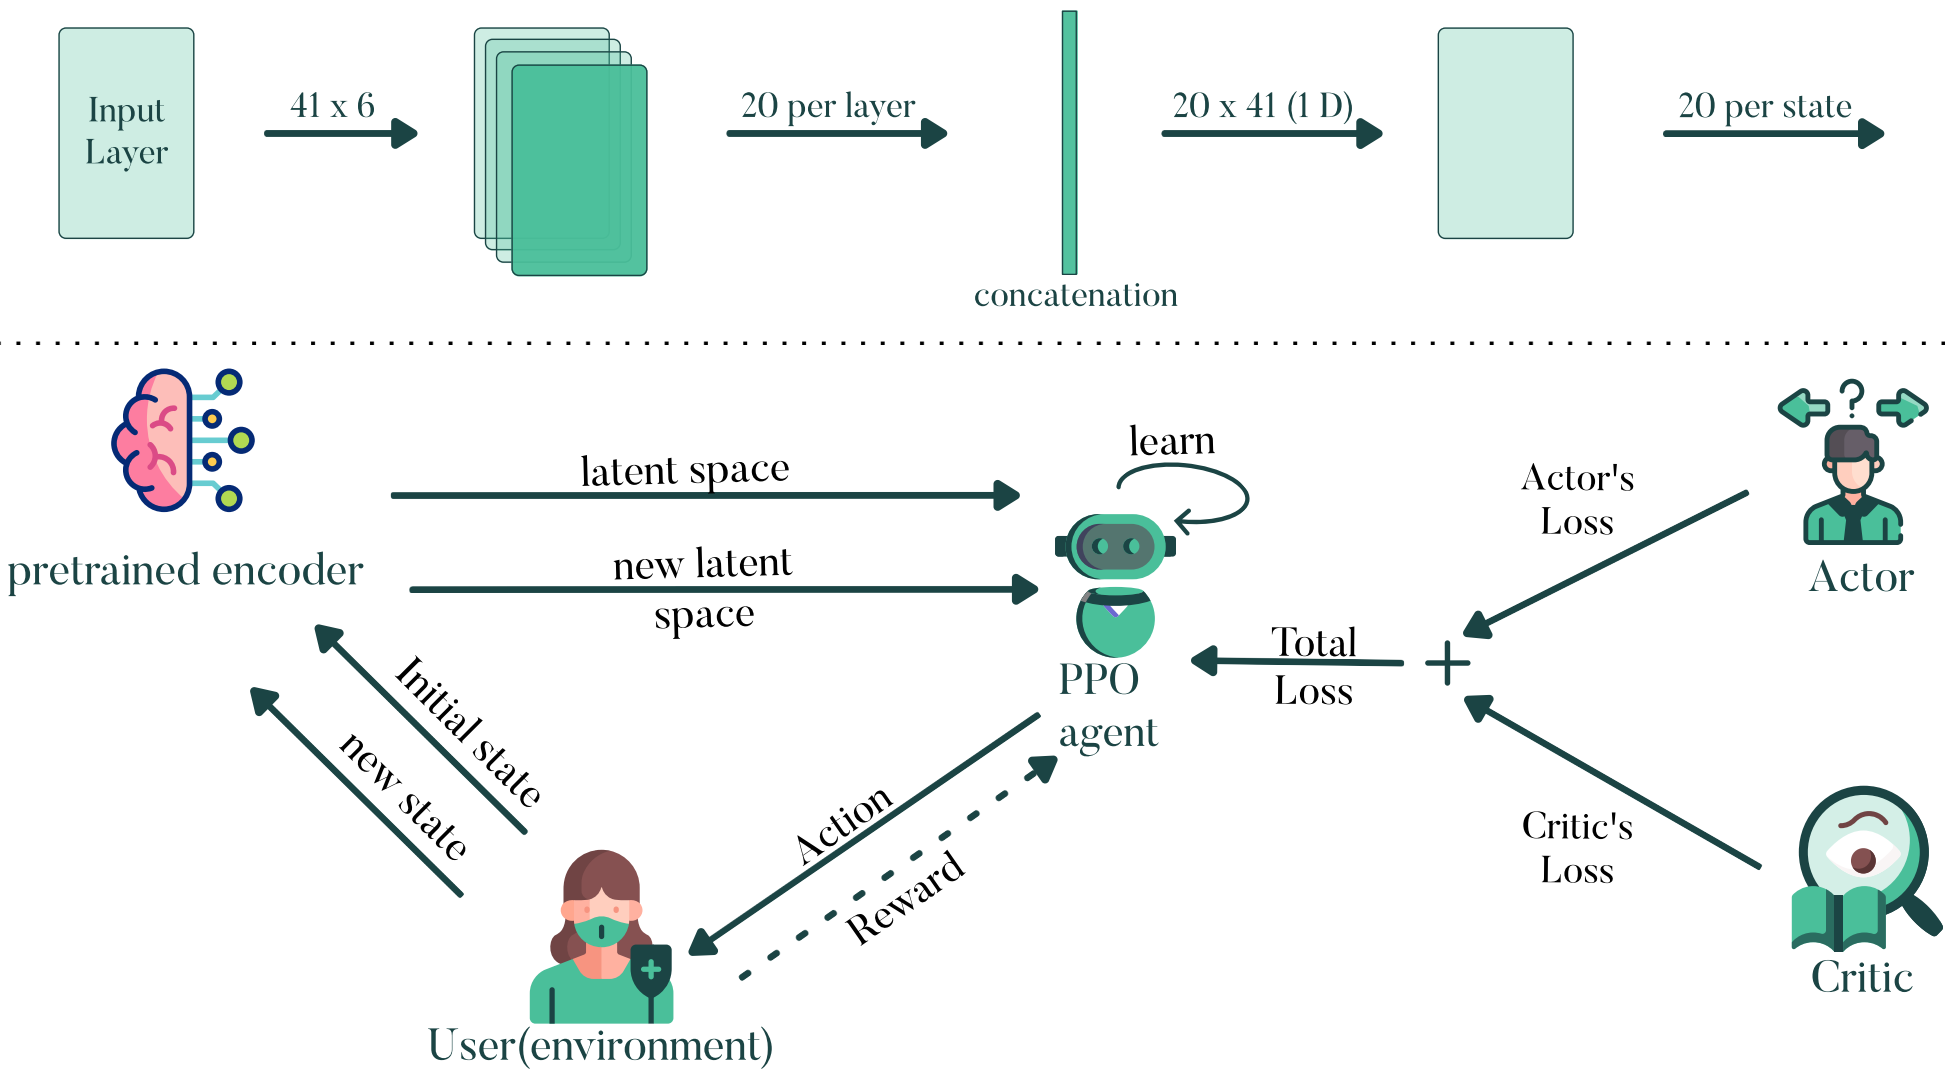 Input
Layer
41 x 6
20 per layer
concatenation
20 x 41 (1 D)
20 per state
pretrained encoder
latent space
new latent
space
learn
PPO
agent
Total
Loss
Actor's
Loss
Actor
Critic's
Loss
Critic
Initial state
new state
Action
Reward
User(environment)